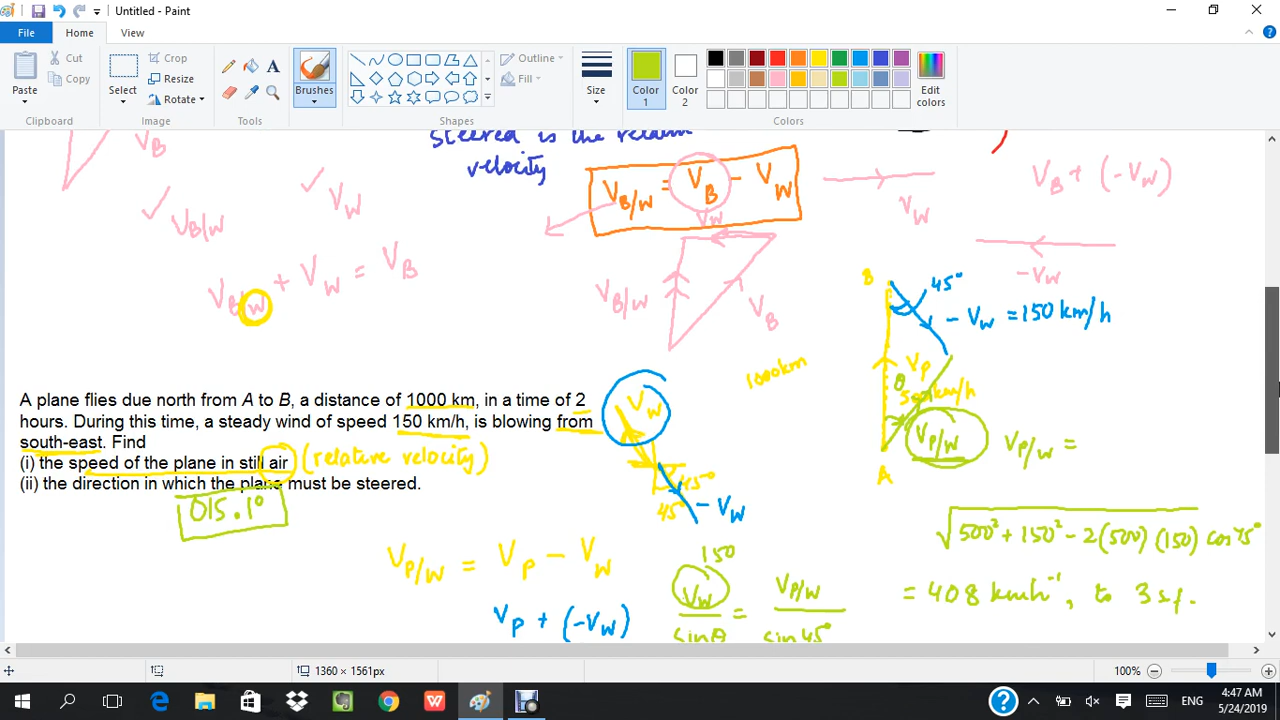 Untitled - Paint
File
Home
View
Paste
Cut
Copy
Clipboard
Select
Crop
Resize
Rotate
Image
Tools
Brushes
Outline
Fill
Shapes
Size
Color 1
Color 2
Edit colors
Colors
steered is the relative
velocity
V_B
V_B/W
V_W
V_B/W = V_B - V_W
V_W
V_B + (-V_W)
V_W
-V_W
V_B/W + V_W = V_B
V_B/W
V_B
B
45°
- V_W = 150 km/h
1000km
V_P
θ
500km/h
V_P/W
V_P/W =
A
A plane flies due north from A to B, a distance of 1000 km, in a time of 2
hours. During this time, a steady wind of speed 150 km/h, is blowing from
south-east. Find
(i) the speed of the plane in still air (relative velocity)
(ii) the direction in which the plane must be steered.
015.1°
V_W
45°
45°
- V_W
V_P/W = V_P - V_W
V_P + (-V_W)
150
V_W / sinθ = V_P/W / sin45°
√500² + 150² - 2(500)(150) cos45°
= 408 kmh⁻¹, to 3 s.f.
1360 × 1561px
100%
ENG
4:47 AM
5/24/2019